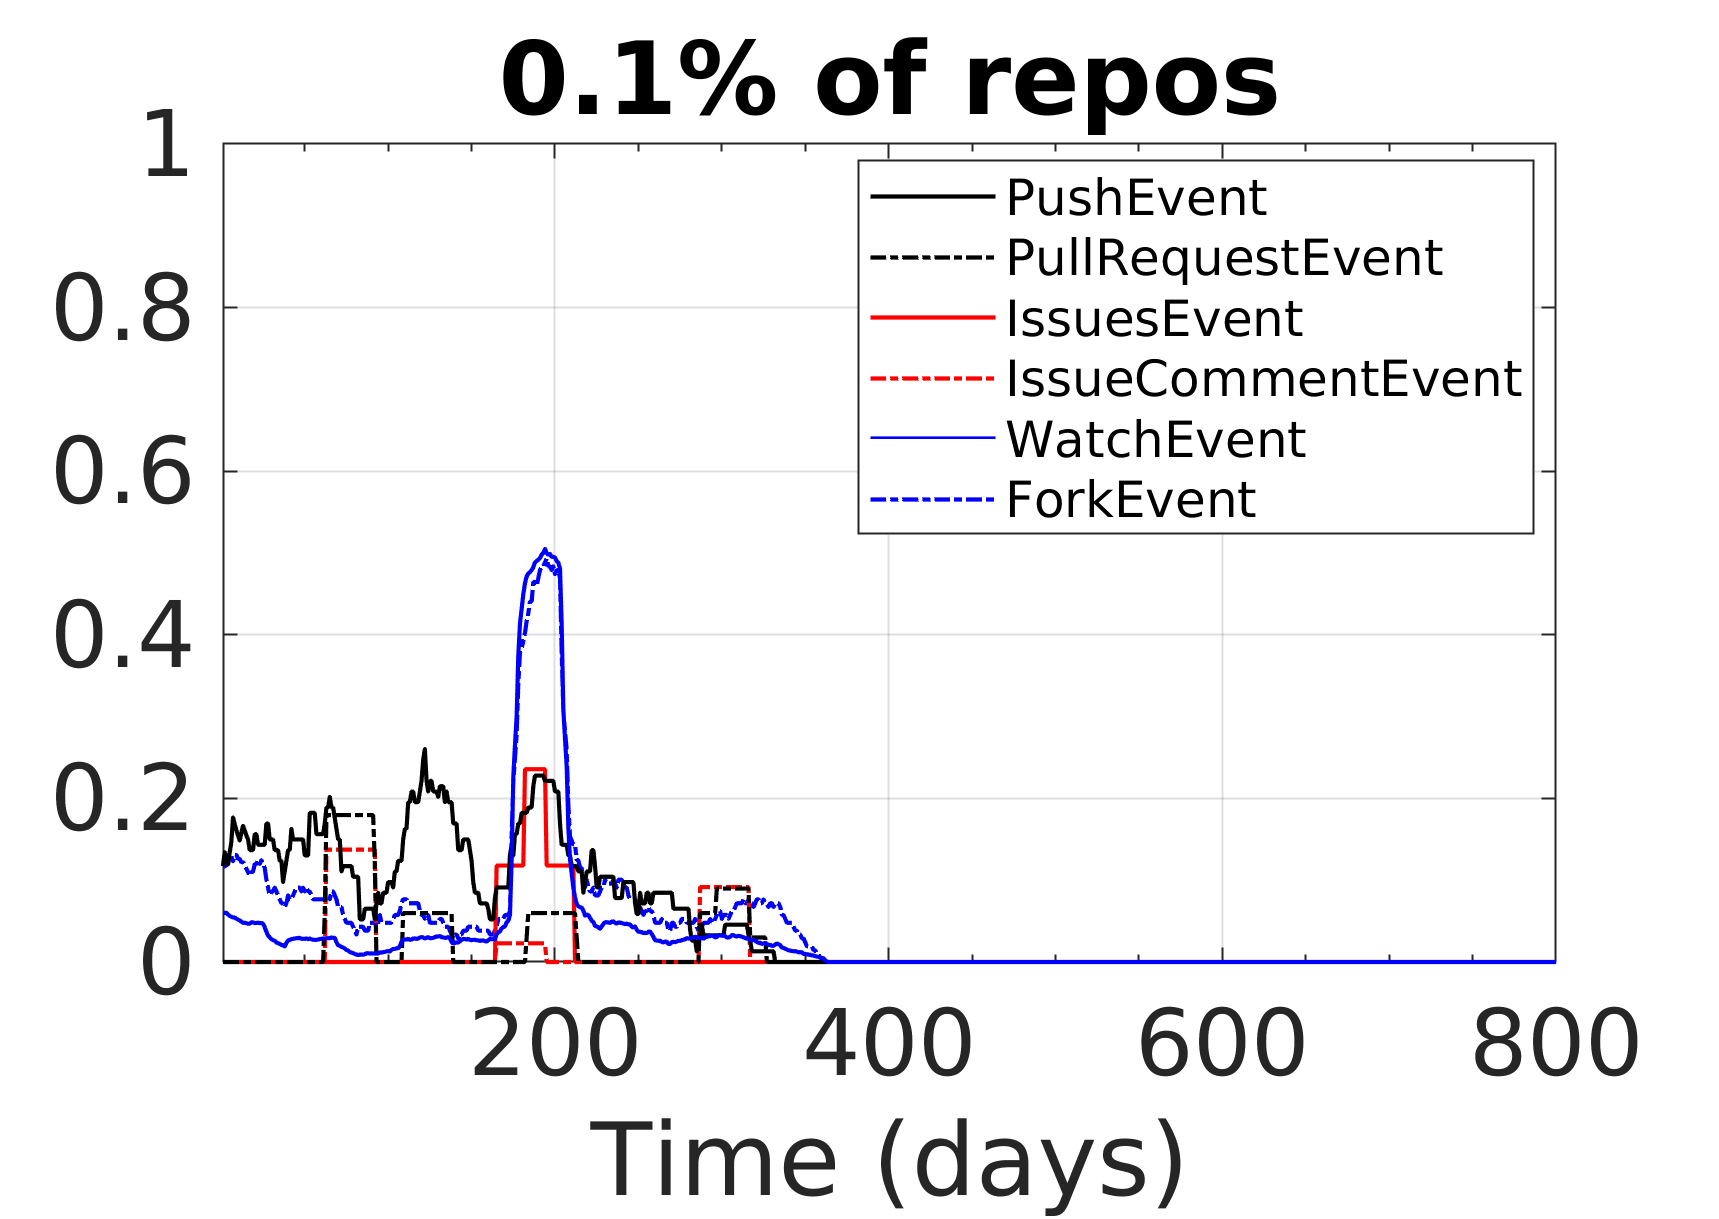 0.1% of repos
1
0.8
0.6
0.4
0.2
0
PushEvent
PullRequestEvent
IssuesEvent
IssueCommentEvent
WatchEvent
ForkEvent
200 400 600 800
Time (days)